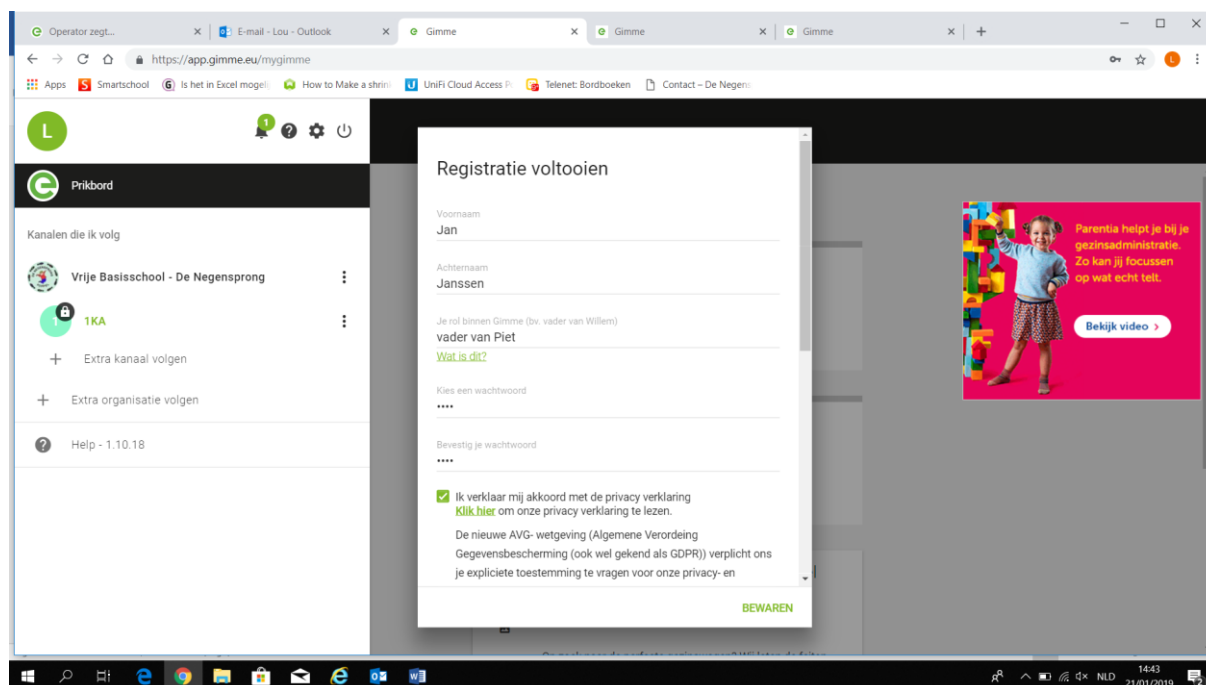 Operator zegt...
E-mail - Lou - Outlook
Gimme
Gimme
Gimme
https://app.gimme.eu/mygimme
L
Apps
Smartschool
Is het in Excel mogeli
How to Make a shrin
UniFi Cloud Access P
Telenet: Bordboeken
Contact – De Negens
L
1
Prikbord
Kanalen die ik volg
Vrije Basisschool - De Negensprong
1KA
Extra kanaal volgen
Extra organisatie volgen
Help - 1.10.18
Registratie voltooien
Voornaam
Jan
Achternaam
Janssen
Je rol binnen Gimme (bv. vader van Willem)
vader van Piet
Wat is dit?
Kies een wachtwoord
••••
Bevestig je wachtwoord
••••
Ik verklaar mij akkoord met de privacy verklaring
Klik hier om onze privacy verklaring te lezen.
De nieuwe AVG- wetgeving (Algemene Verordeing
Gegevensbescherming (ook wel gekend als GDPR)) verplicht ons
je expliciete toestemming te vragen voor onze privacy- en
BEWAREN
Parentia helpt je bij je
gezinsadministratie.
Zo kan jij focussen
op wat echt telt.
Bekijk video >
NLD
14:43
21/01/2019